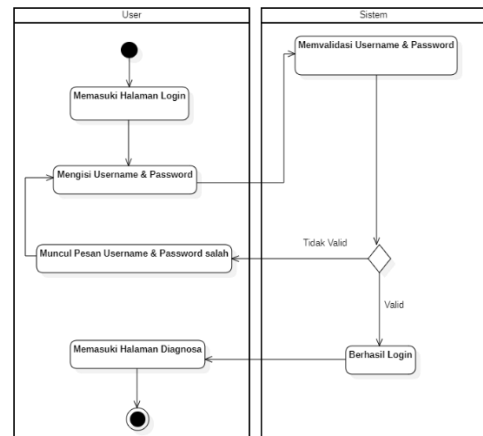 User
Sistem
Memvalidasi Username & Password
Memasuki Halaman Login
Mengisi Username & Password
Tidak Valid
Muncul Pesan Username & Password salah
Valid
Memasuki Halaman Diagnosa
Berhasil Login